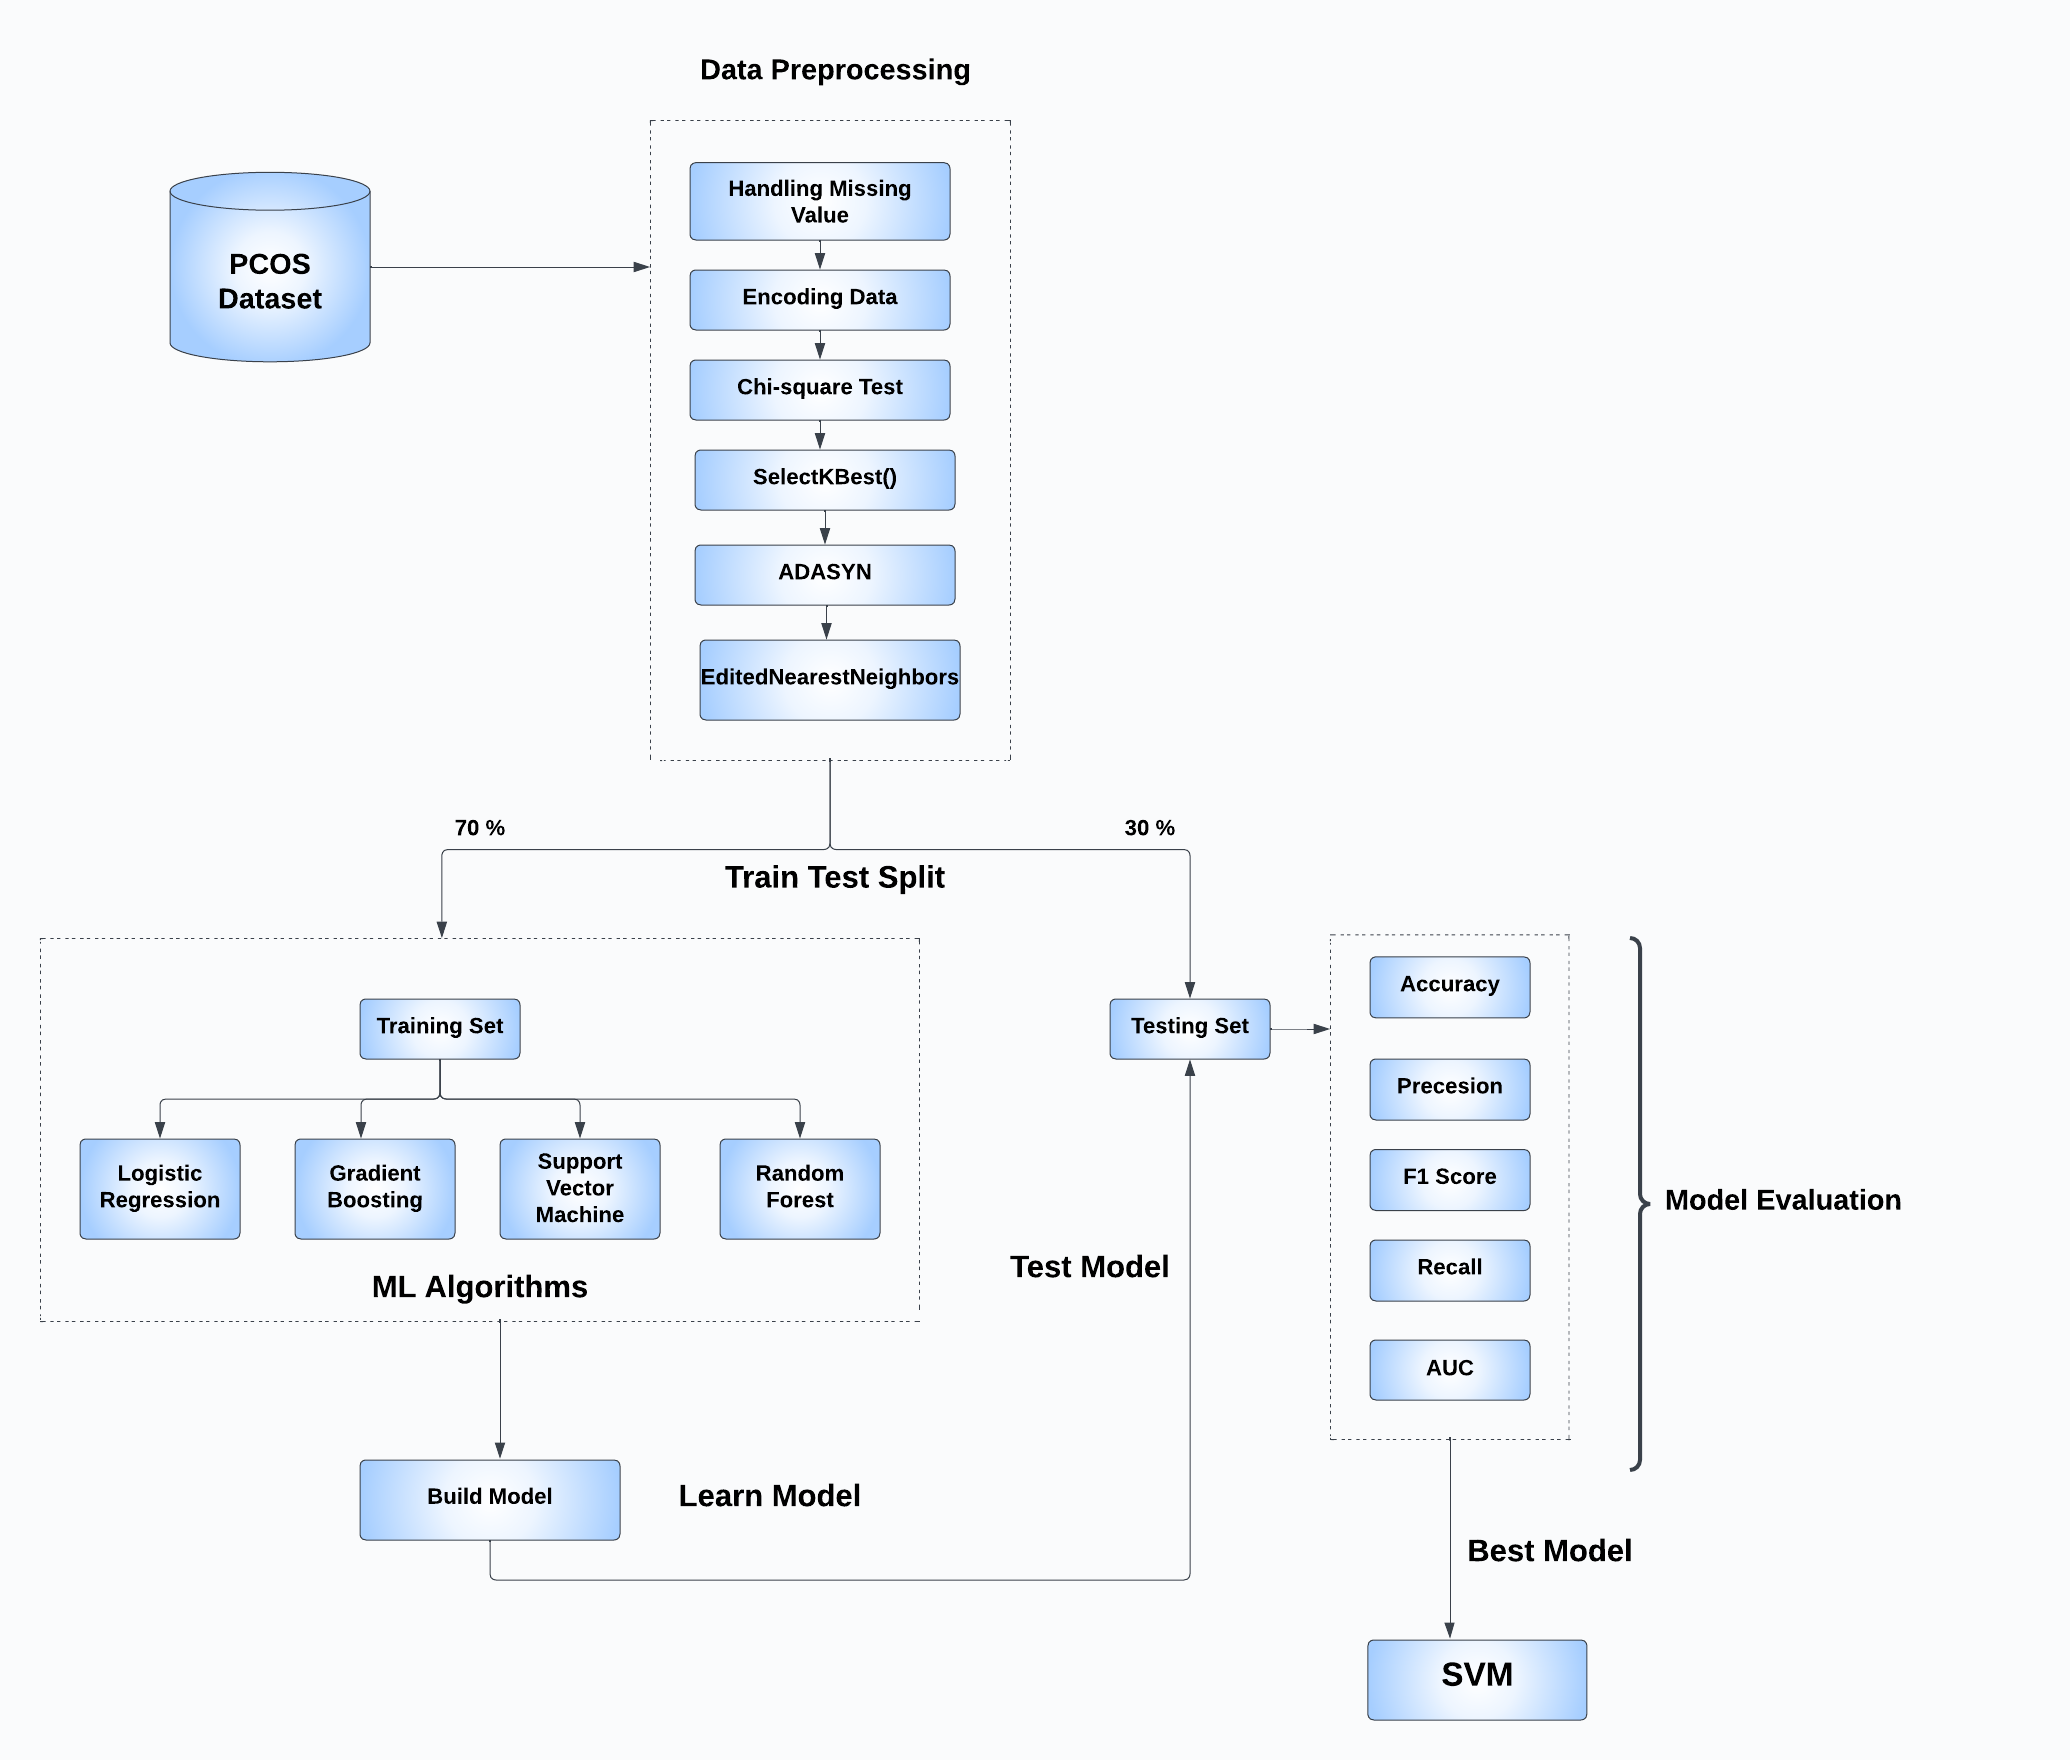 Data Preprocessing
PCOS
Dataset
Handling Missing
Value
Encoding Data
Chi-square Test
SelectKBest()
ADASYN
EditedNearestNeighbors
70 %
30 %
Train Test Split
Training Set
Logistic
Regression
Gradient
Boosting
Support
Vector
Machine
Random
Forest
ML Algorithms
Build Model
Learn Model
Test Model
Testing Set
Accuracy
Precesion
F1 Score
Recall
AUC
Model Evaluation
Best Model
SVM